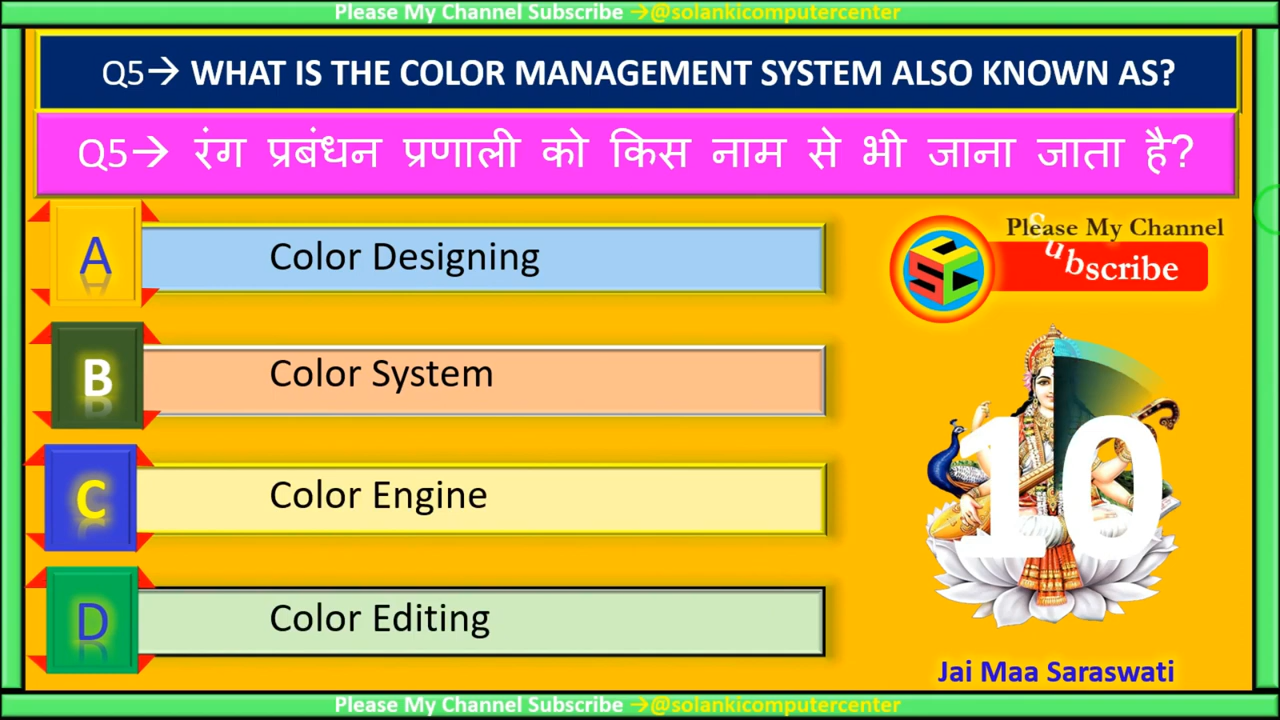 Please My Channel Subscribe →@solankicomputercenter
Q5→ WHAT IS THE COLOR MANAGEMENT SYSTEM ALSO KNOWN AS?
Q5→ रंग प्रबंधन प्रणाली को किस नाम से भी जाना जाता है?
A Color Designing
B Color System
C Color Engine
D Color Editing
SCC
Please My Channel
Subscribe
10
Jai Maa Saraswati
Please My Channel Subscribe →@solankicomputercenter